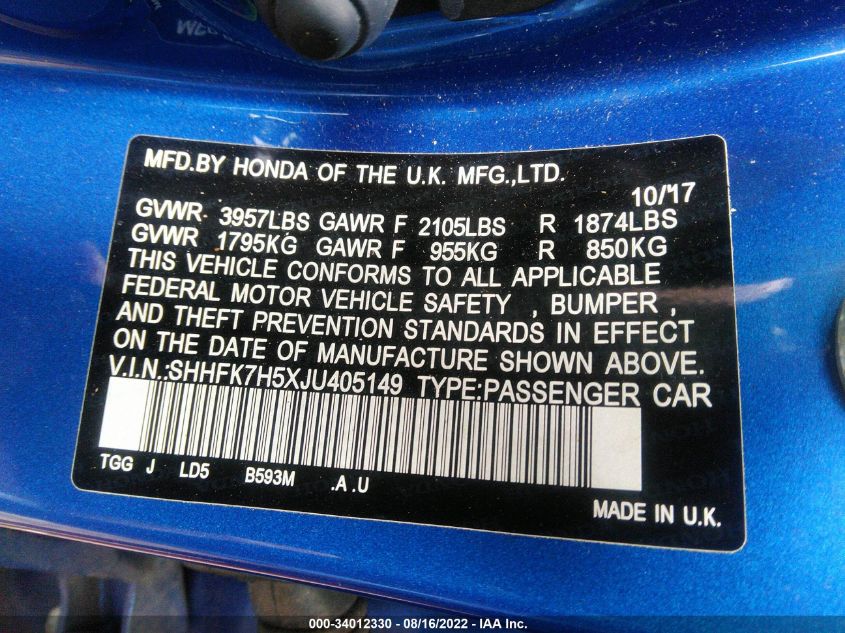 MFD.BY HONDA OF THE U.K. MFG.,LTD.
10/'17
GVWR 3957LBS GAWR F 2105LBS R 1874LBS
GVWR 1795KG GAWR F 955KG R 850KG
THIS VEHICLE CONFORMS TO ALL APPLICABLE
FEDERAL MOTOR VEHICLE SAFETY , BUMPER ,
AND THEFT PREVENTION STANDARDS IN EFFECT
ON THE DATE OF MANUFACTURE SHOWN ABOVE.
V.I.N.:SHHFK7H5XJU405149 TYPE:PASSENGER CAR
TGG J LD5 B593M .A .U
MADE IN U.K.
000-34012330 - 08/16/2022 - IAA Inc.